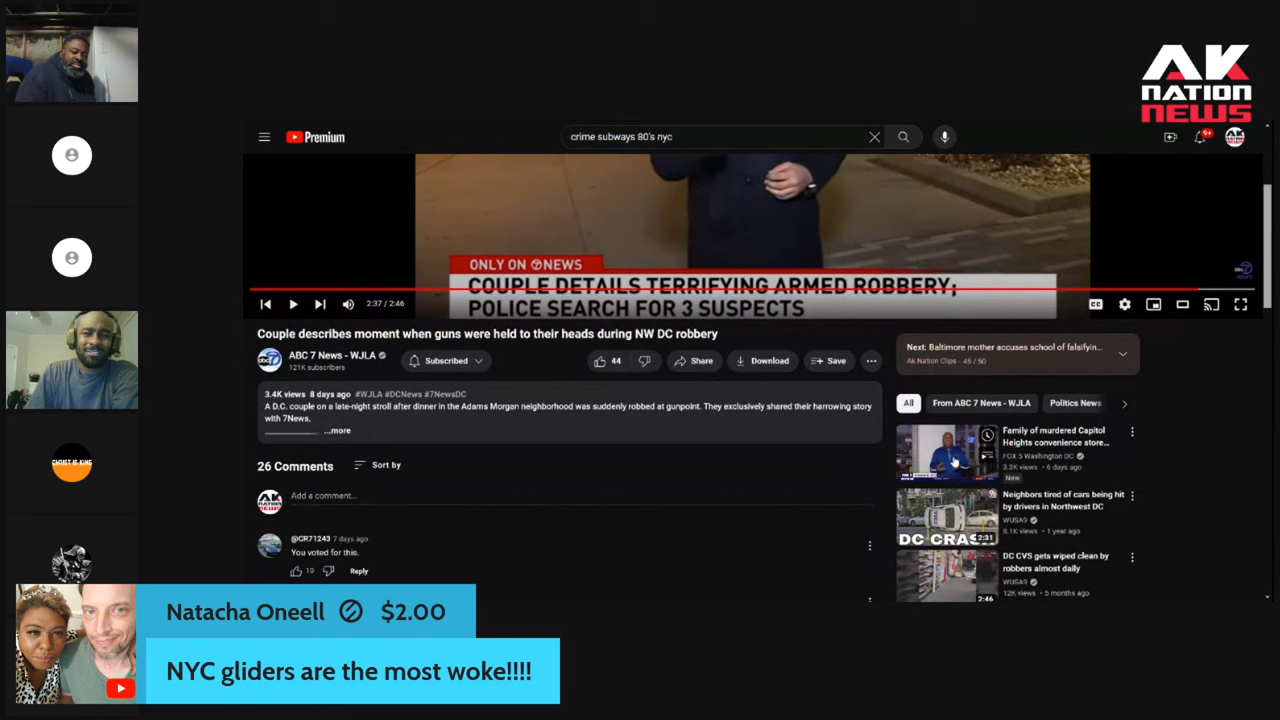 AK
NATION
NEWS
Premium
crime subways 80's nyc
9+
ONLY ON 7NEWS
COUPLE DETAILS TERRIFYING ARMED ROBBERY;
POLICE SEARCH FOR 3 SUSPECTS
2:37 / 2:46
Couple describes moment when guns were held to their heads during NW DC robbery
ABC 7 News - WJLA
121K subscribers
Subscribed
44
Share
Download
Save
3.4K views 8 days ago #WJLA #DCNews #7NewsDC
A D.C. couple on a late-night stroll after dinner in the Adams Morgan neighborhood was suddenly robbed at gunpoint. They exclusively shared their harrowing story
with 7News.
...more
26 Comments
Sort by
Add a comment...
@CR71243 7 days ago
You voted for this.
10
Reply
Next: Baltimore mother accuses school of falsifyin...
Ak Nation Clips - 45 / 50
All
From ABC 7 News - WJLA
Politics News
Family of murdered Capitol
Heights convenience store...
FOX 5 Washington DC
3.3K views • 6 days ago
New
Neighbors tired of cars being hit
by drivers in Northwest DC
WUSA9
8.1K views • 1 year ago
DC CRASH
2:31
DC CVS gets wiped clean by
robbers almost daily
WUSA9
12K views • 5 months ago
2:46
CHRIST IS KING
Natacha Oneell $2.00
NYC gliders are the most woke!!!!